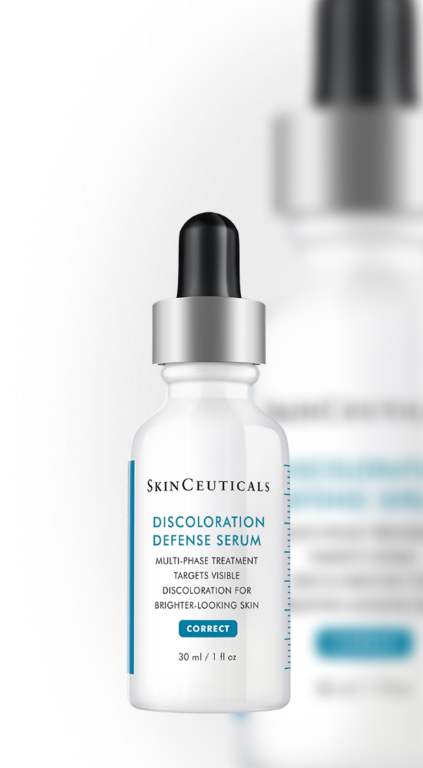 SKINCEUTICALS
DISCOLORATION
DEFENSE SERUM
MULTI-PHASE TREATMENT
TARGETS VISIBLE
DISCOLORATION FOR
BRIGHTER-LOOKING SKIN
CORRECT
30 ml / 1 fl oz